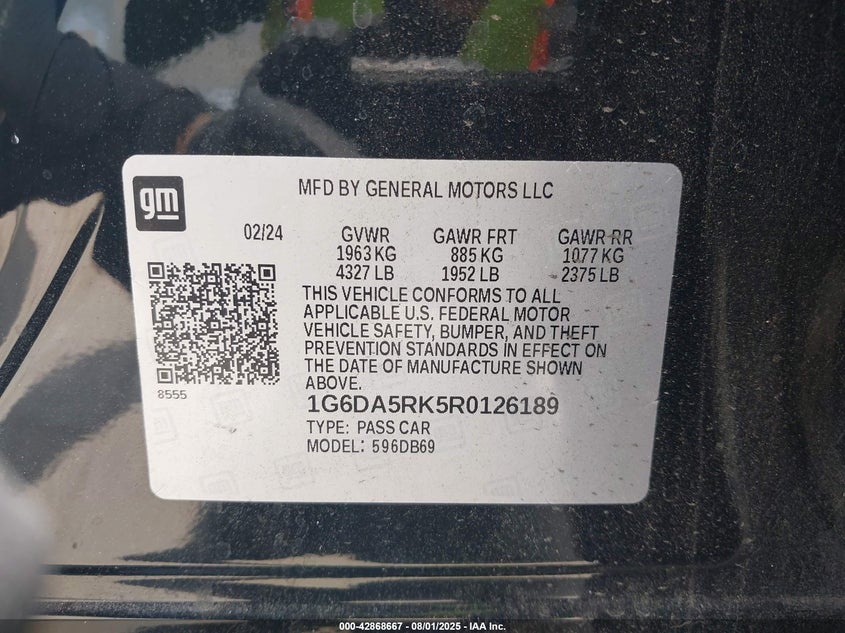 gm
MFD BY GENERAL MOTORS LLC
02/24 GVWR GAWR FRT GAWR RR
1963 KG 885 KG 1077 KG
4327 LB 1952 LB 2375 LB
THIS VEHICLE CONFORMS TO ALL
APPLICABLE U.S. FEDERAL MOTOR
VEHICLE SAFETY, BUMPER, AND THEFT
PREVENTION STANDARDS IN EFFECT ON
THE DATE OF MANUFACTURE SHOWN
ABOVE.
8555
1G6DA5RK5R0126189
TYPE: PASS CAR
MODEL: 596DB69
000-42868667 - 08/01/2025 - IAA Inc.